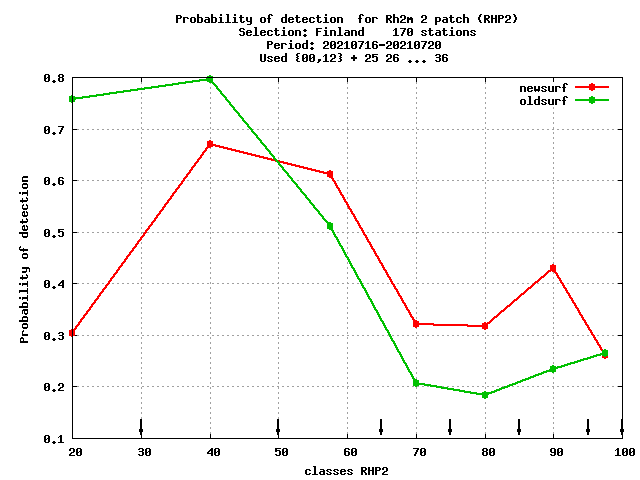 Probability of detection  for Rh2m 2 patch (RHP2)
Selection: Finland    170 stations
Period: 20210716-20210720
Used {00,12} + 25 26 ... 36
newsurf
oldsurf
Probability of detection
0.8
0.7
0.6
0.5
0.4
0.3
0.2
0.1
20 30 40 50 60 70 80 90 100
classes RHP2